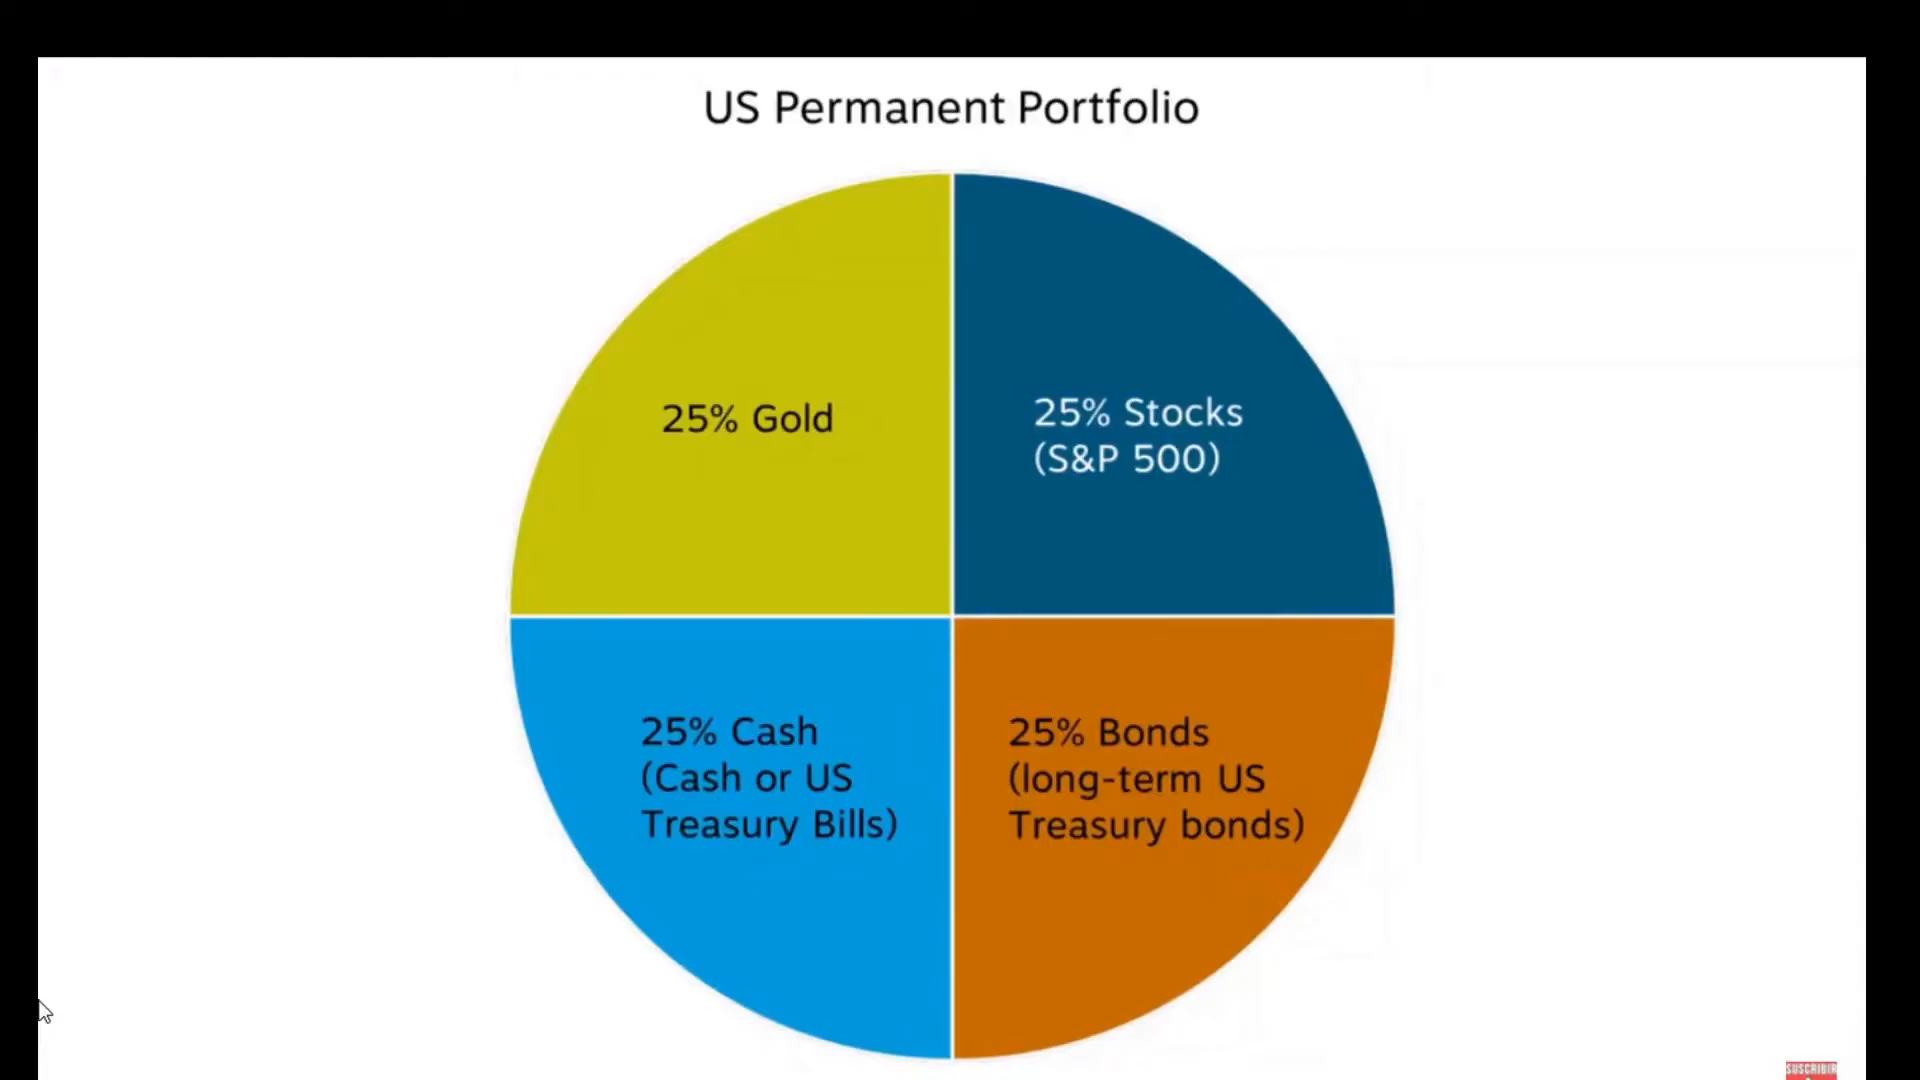 US Permanent Portfolio
25% Gold
25% Stocks
(S&P 500)
25% Cash
(Cash or US
Treasury Bills)
25% Bonds
(long-term US
Treasury bonds)
SUSCRIBIR